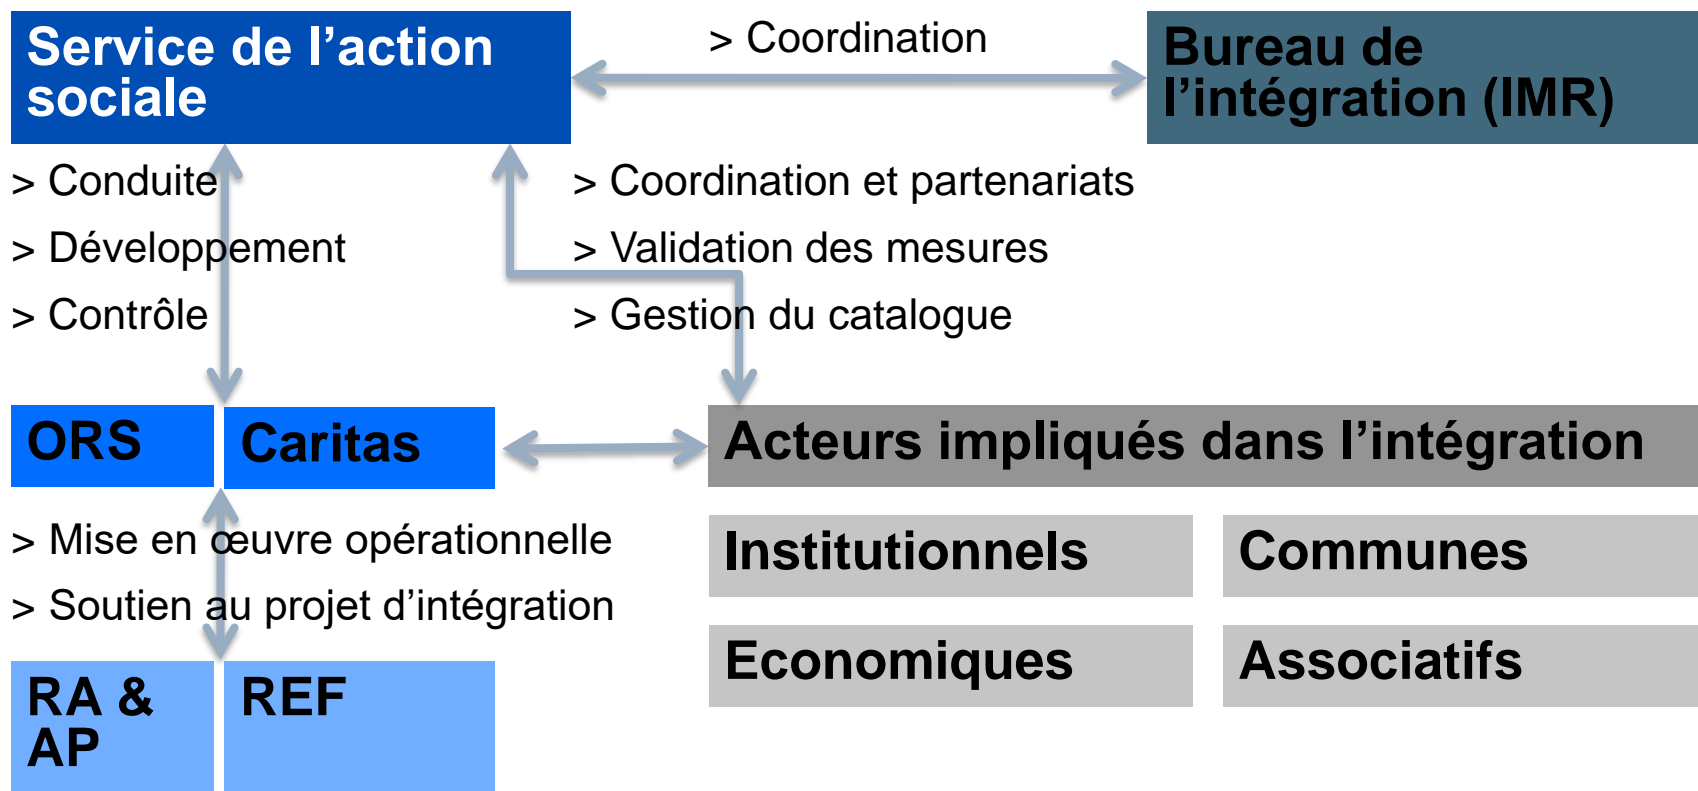 Service de l’action
sociale
> Coordination
Bureau de
l’intégration (IMR)
> Conduite
> Développement
> Contrôle
> Coordination et partenariats
> Validation des mesures
> Gestion du catalogue
ORS
Caritas
Acteurs impliqués dans l’intégration
> Mise en œuvre opérationnelle
> Soutien au projet d’intégration
Institutionnels
Communes
Economiques
Associatifs
RA &
AP
REF